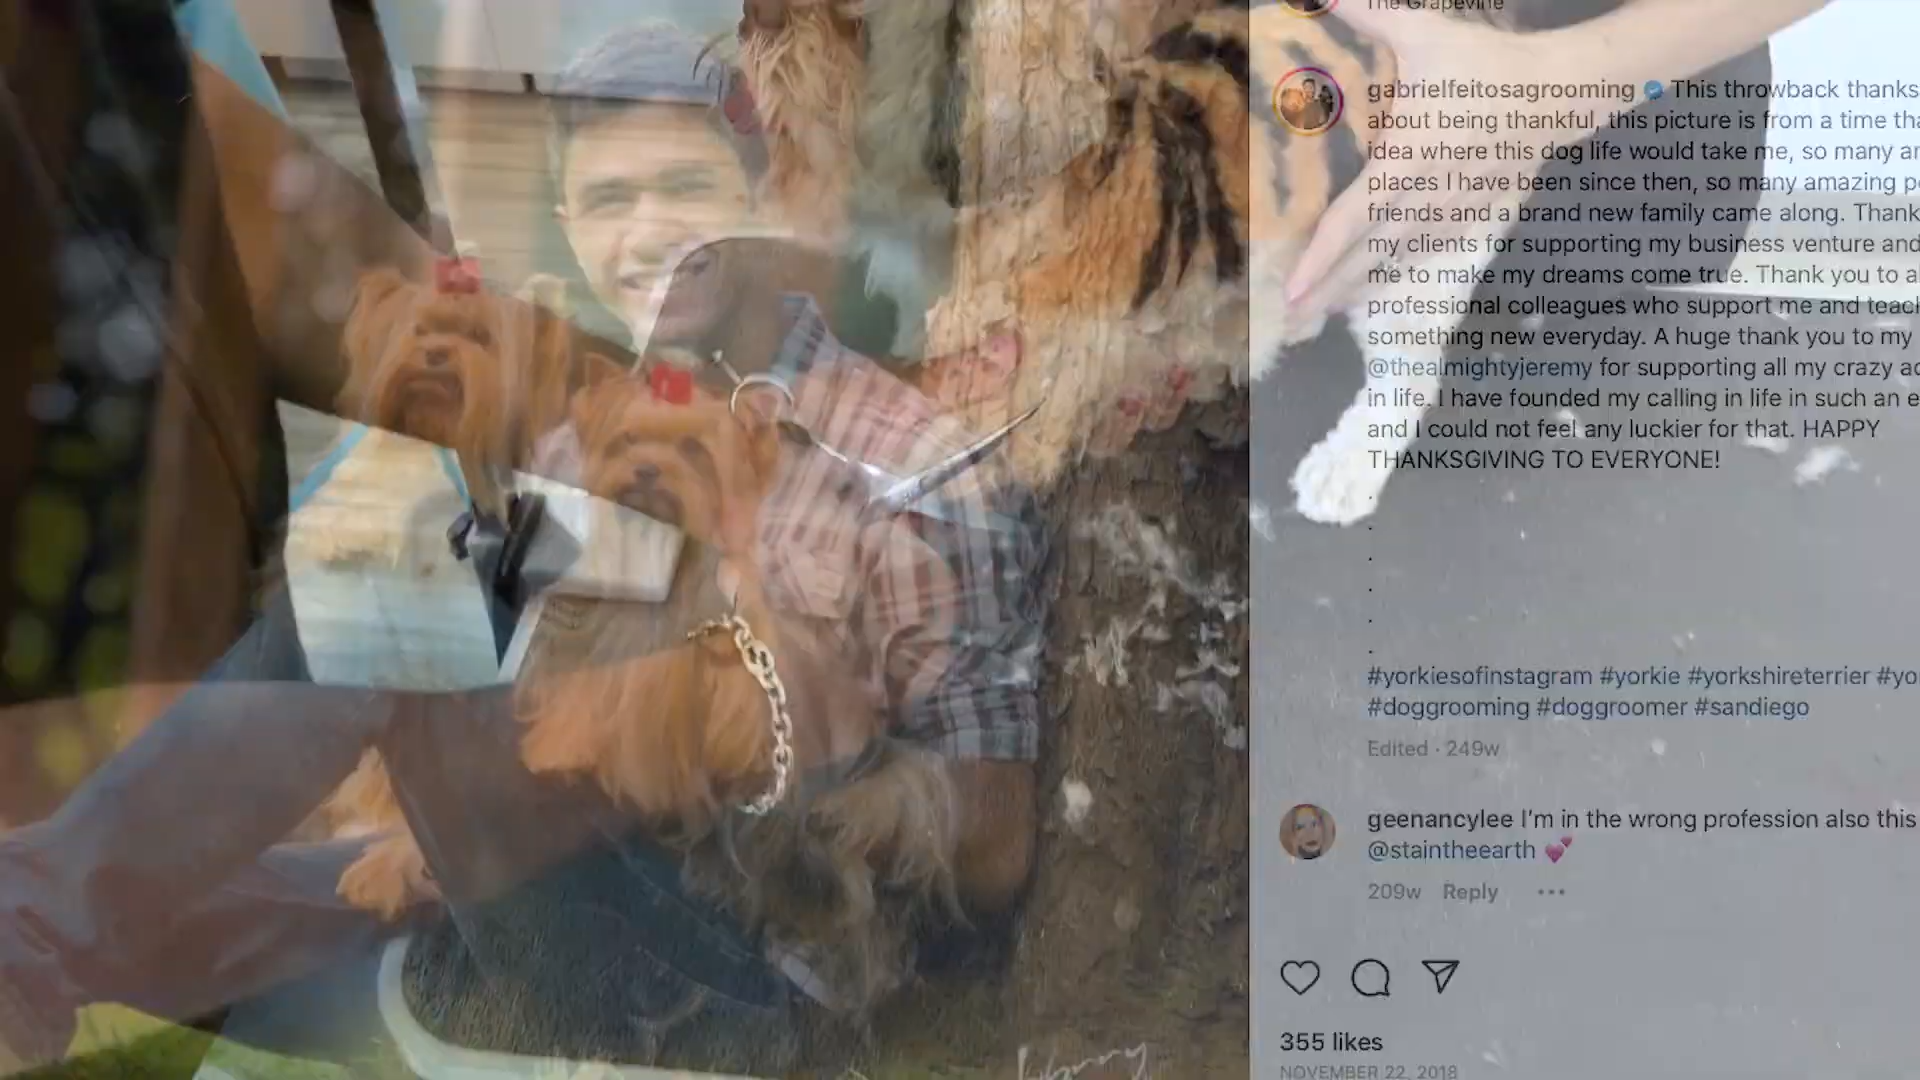 The Grapevine
gabrielfeitosagrooming This throwback thanks
about being thankful, this picture is from a time tha
idea where this dog life would take me, so many a
places I have been since then, so many amazing p
friends and a brand new family came along. Thank
my clients for supporting my business venture and
me to make my dreams come true. Thank you to a
professional colleagues who support me and teac
something new everyday. A huge thank you to my
@thealmightyjeremy for supporting all my crazy a
in life. I have founded my calling in life in such an e
and I could not feel any luckier for that. HAPPY
THANKSGIVING TO EVERYONE!
.
.
.
.
.
.
#yorkiesofinstagram #yorkie #yorkshireterrier #yo
#doggrooming #doggroomer #sandiego
Edited · 249w
geenancylee I'm in the wrong profession also this
@staintheearth 💕
209w Reply ···
355 likes
NOVEMBER 22, 2018